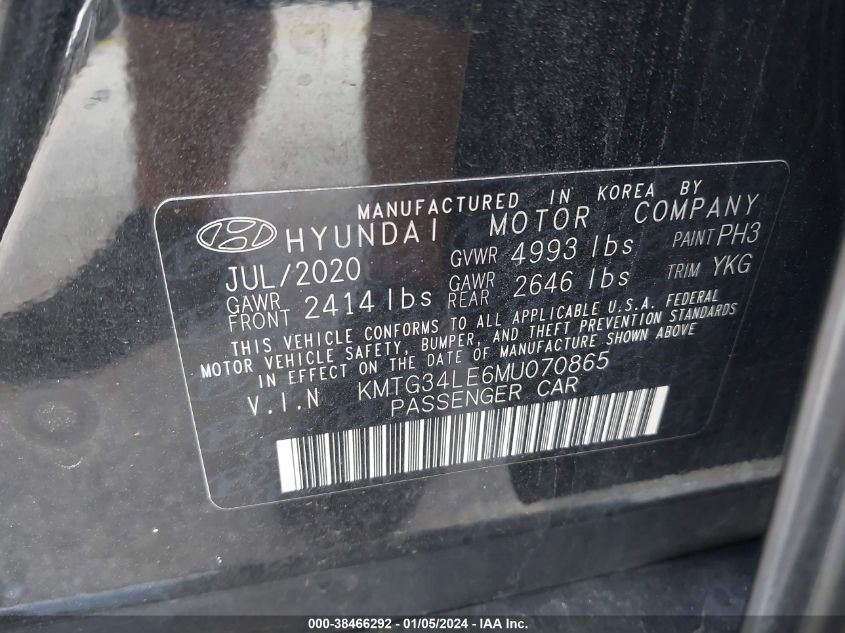 MANUFACTURED IN KOREA BY
HYUNDAI MOTOR COMPANY
JUL/2020 GVWR 4993 lbs PAINT PH3
GAWR FRONT 2414 lbs GAWR REAR 2646 lbs TRIM YKG
THIS VEHICLE CONFORMS TO ALL APPLICABLE U.S.A. FEDERAL
MOTOR VEHICLE SAFETY, BUMPER, AND THEFT PREVENTION STANDARDS
IN EFFECT ON THE DATE OF MANUFACTURE SHOWN ABOVE
V.I.N KMTG34LE6MU070865
PASSENGER CAR
000-38466292 - 01/05/2024 - IAA Inc.